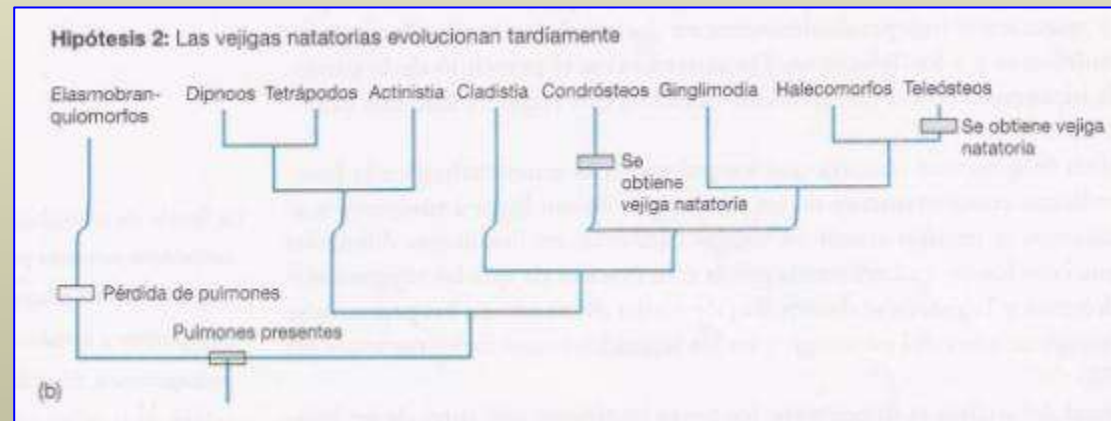 Hipótesis 2: Las vejigas natatorias evolucionan tardíamente
Elasmobran-
quiomorfos
Dipnoos Tetrápodos Actinistia Cladistia Condrósteos Ginglimodia Halecomorfos Teleósteos
Se obtiene vejiga
natatoria
Se
obtiene
vejiga natatoria
Pérdida de pulmones
Pulmones presentes
(b)